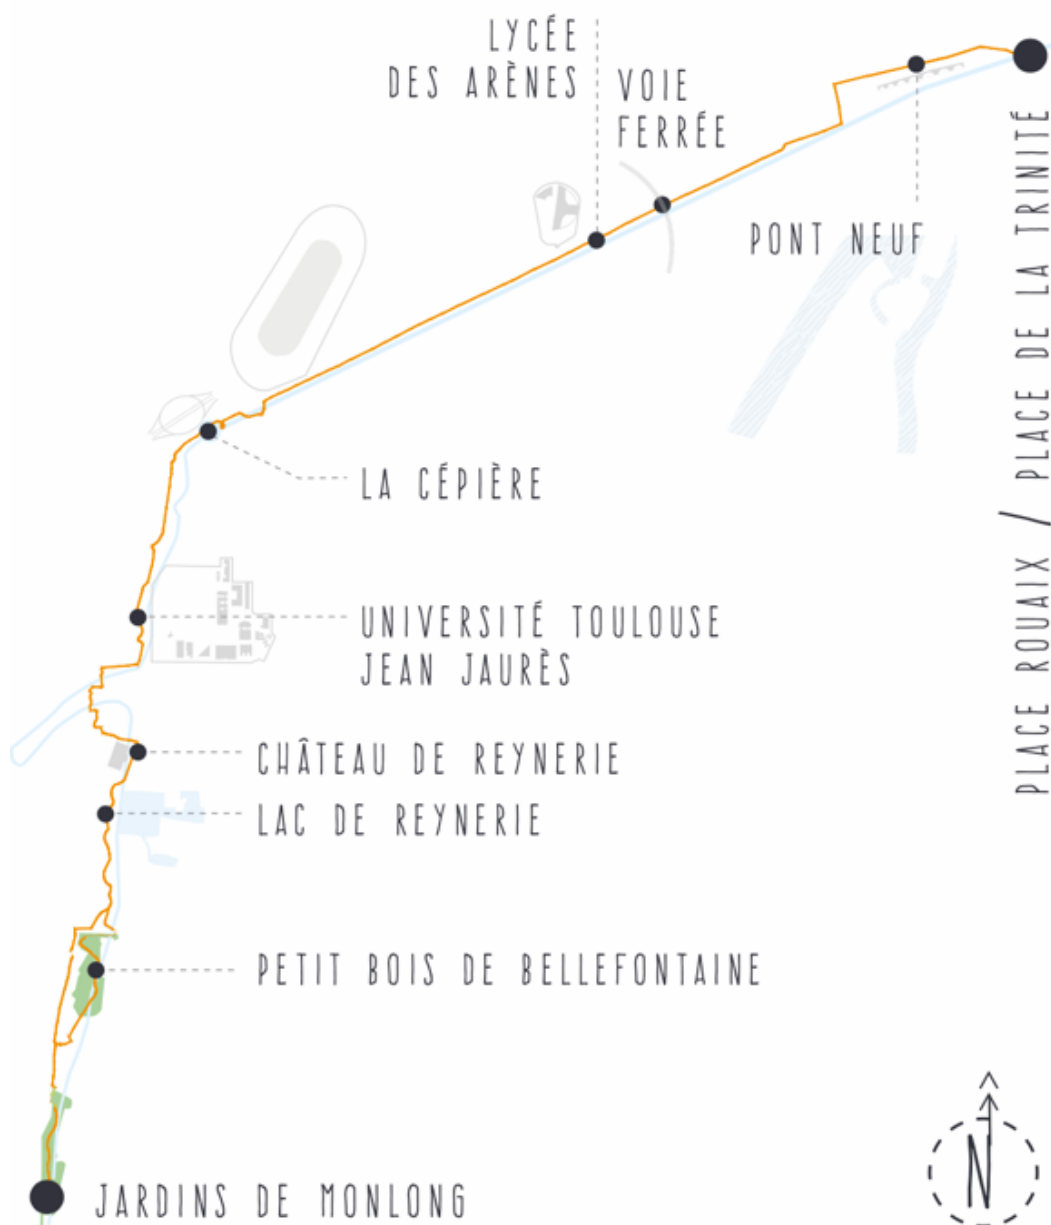 LYCÉE
DES ARÈNES
VOIE
FERRÉE
PONT NEUF
PLACE ROUAIX / PLACE DE LA TRINITÉ
LA CÉPIÈRE
UNIVERSITÉ TOULOUSE
JEAN JAURÈS
CHÂTEAU DE REYNERIE
LAC DE REYNERIE
PETIT BOIS DE BELLEFONTAINE
JARDINS DE MONLONG
N